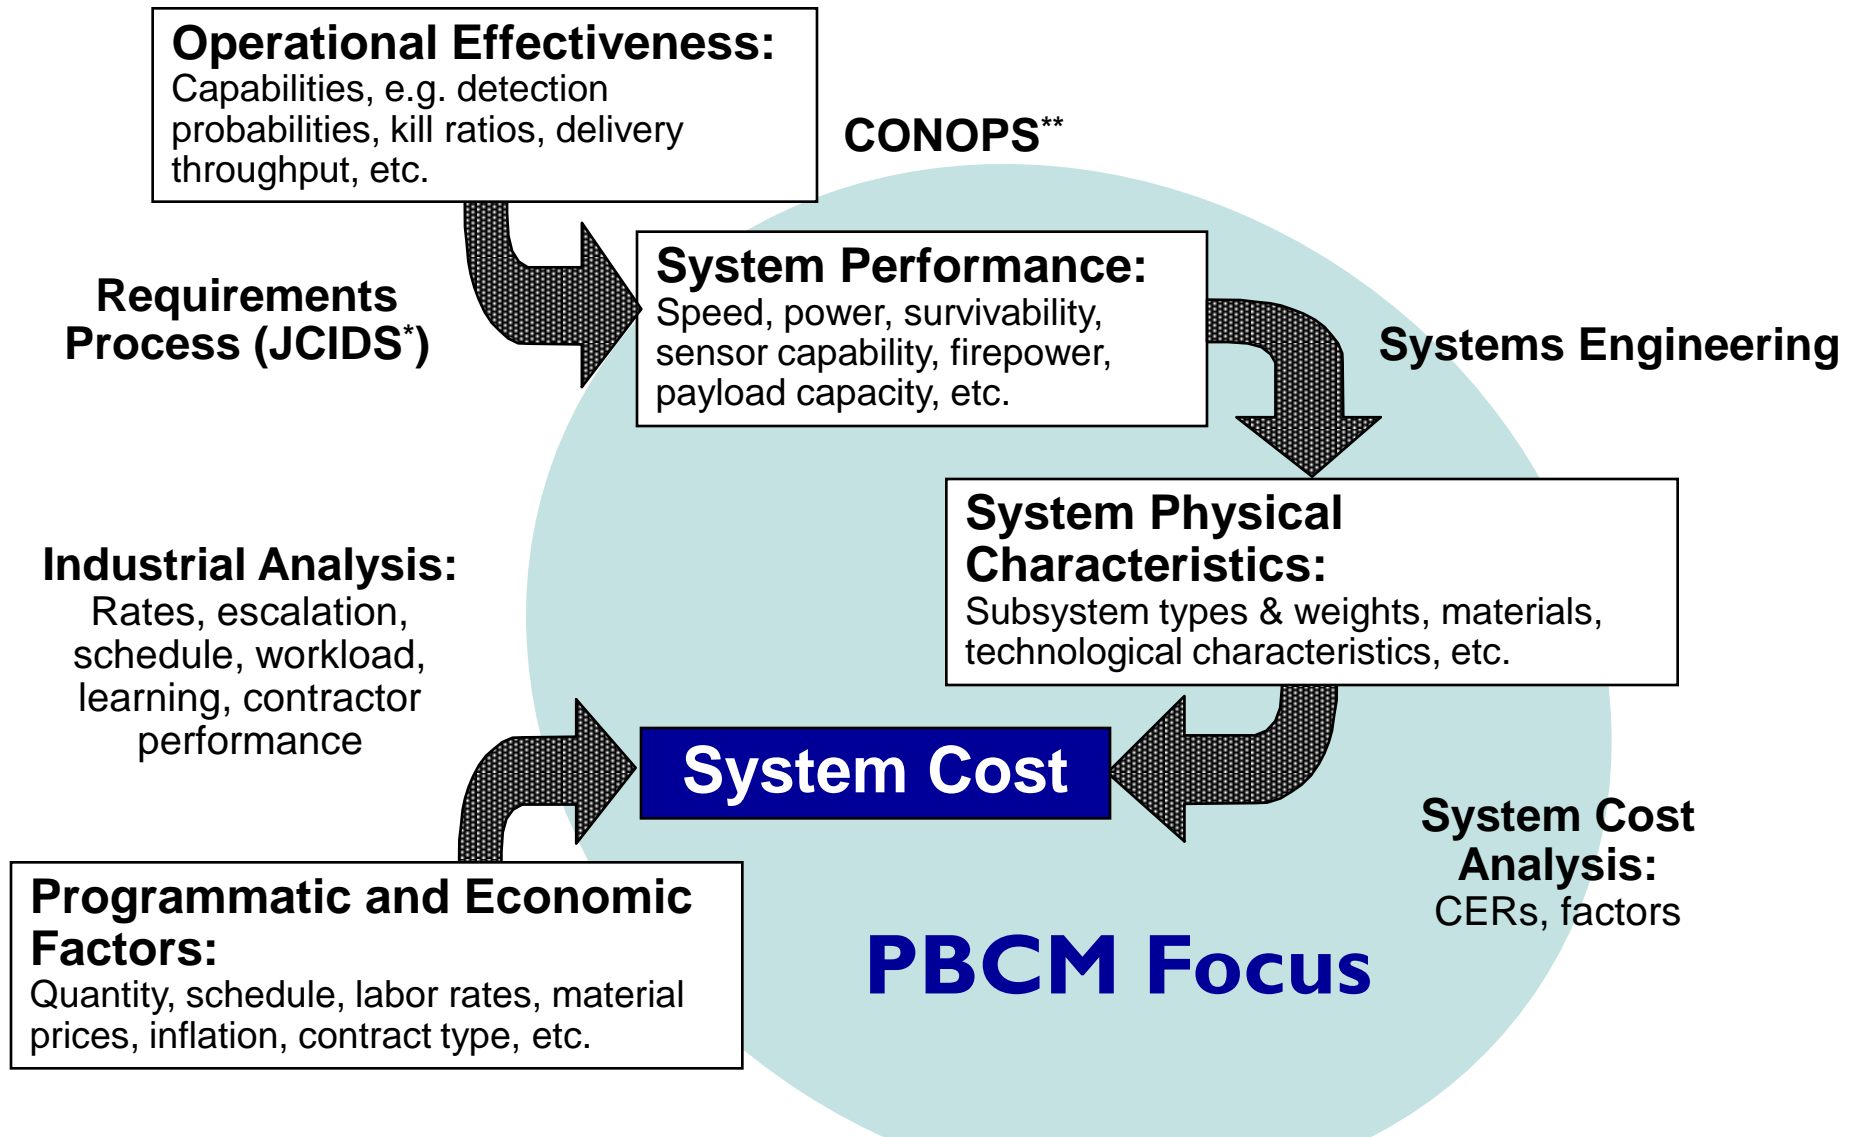 Operational Effectiveness:
Capabilities, e.g. detection
probabilities, kill ratios, delivery
throughput, etc.
CONOPS**
Requirements
Process (JCIDS*)
System Performance:
Speed, power, survivability,
sensor capability, firepower,
payload capacity, etc.
Systems Engineering
System Physical
Characteristics:
Subsystem types & weights, materials,
technological characteristics, etc.
Industrial Analysis:
Rates, escalation,
schedule, workload,
learning, contractor
performance
System Cost
System Cost
Analysis:
CERs, factors
Programmatic and Economic
Factors:
Quantity, schedule, labor rates, material
prices, inflation, contract type, etc.
PBCM Focus